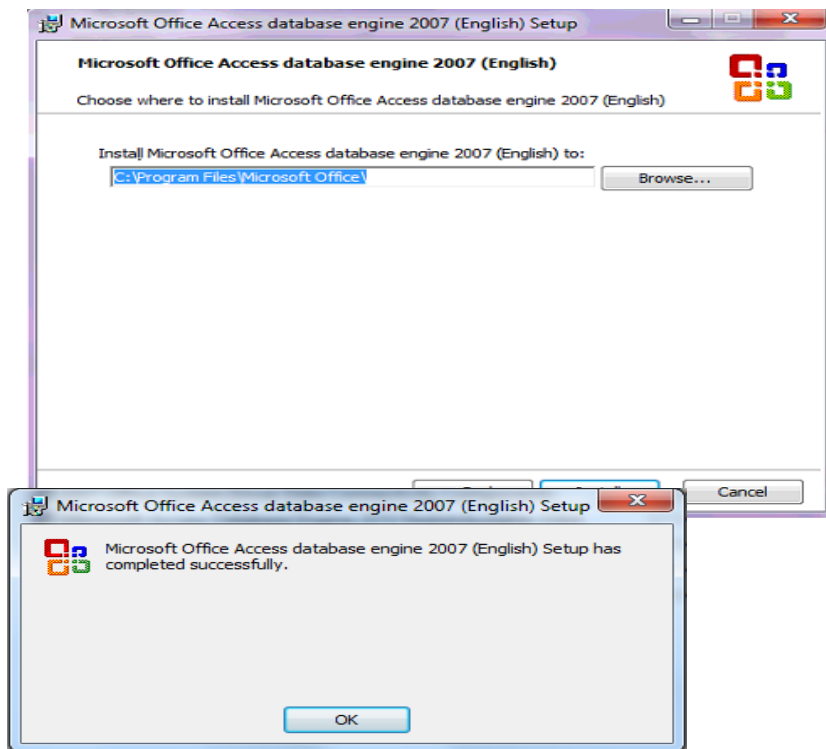 Microsoft Office Access database engine 2007 (English) Setup
Microsoft Office Access database engine 2007 (English)
Choose where to install Microsoft Office Access database engine 2007 (English)
Install Microsoft Office Access database engine 2007 (English) to:
C:\Program Files\Microsoft Office\
Browse...
Cancel
Microsoft Office Access database engine 2007 (English) Setup
Microsoft Office Access database engine 2007 (English) Setup has
completed successfully.
OK